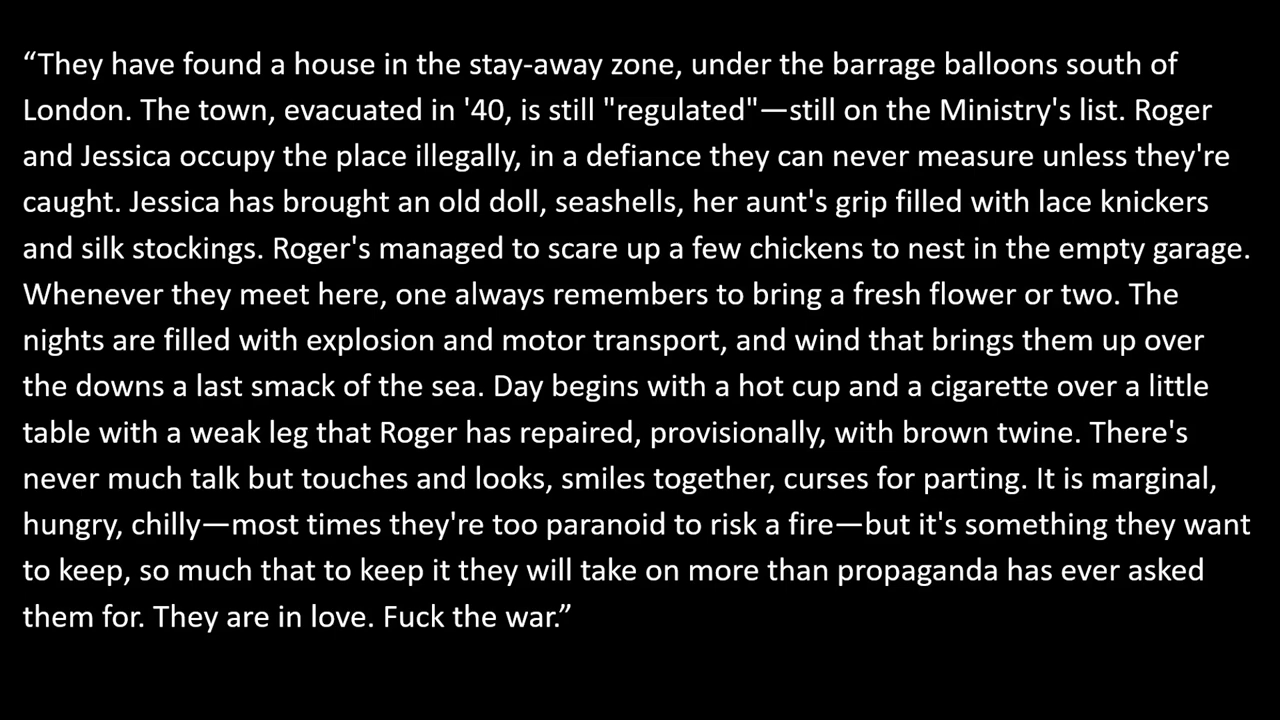 “They have found a house in the stay-away zone, under the barrage balloons south of
London. The town, evacuated in '40, is still "regulated"—still on the Ministry's list. Roger
and Jessica occupy the place illegally, in a defiance they can never measure unless they're
caught. Jessica has brought an old doll, seashells, her aunt's grip filled with lace knickers
and silk stockings. Roger's managed to scare up a few chickens to nest in the empty garage.
Whenever they meet here, one always remembers to bring a fresh flower or two. The
nights are filled with explosion and motor transport, and wind that brings them up over
the downs a last smack of the sea. Day begins with a hot cup and a cigarette over a little
table with a weak leg that Roger has repaired, provisionally, with brown twine. There's
never much talk but touches and looks, smiles together, curses for parting. It is marginal,
hungry, chilly—most times they're too paranoid to risk a fire—but it's something they want
to keep, so much that to keep it they will take on more than propaganda has ever asked
them for. They are in love. Fuck the war.”